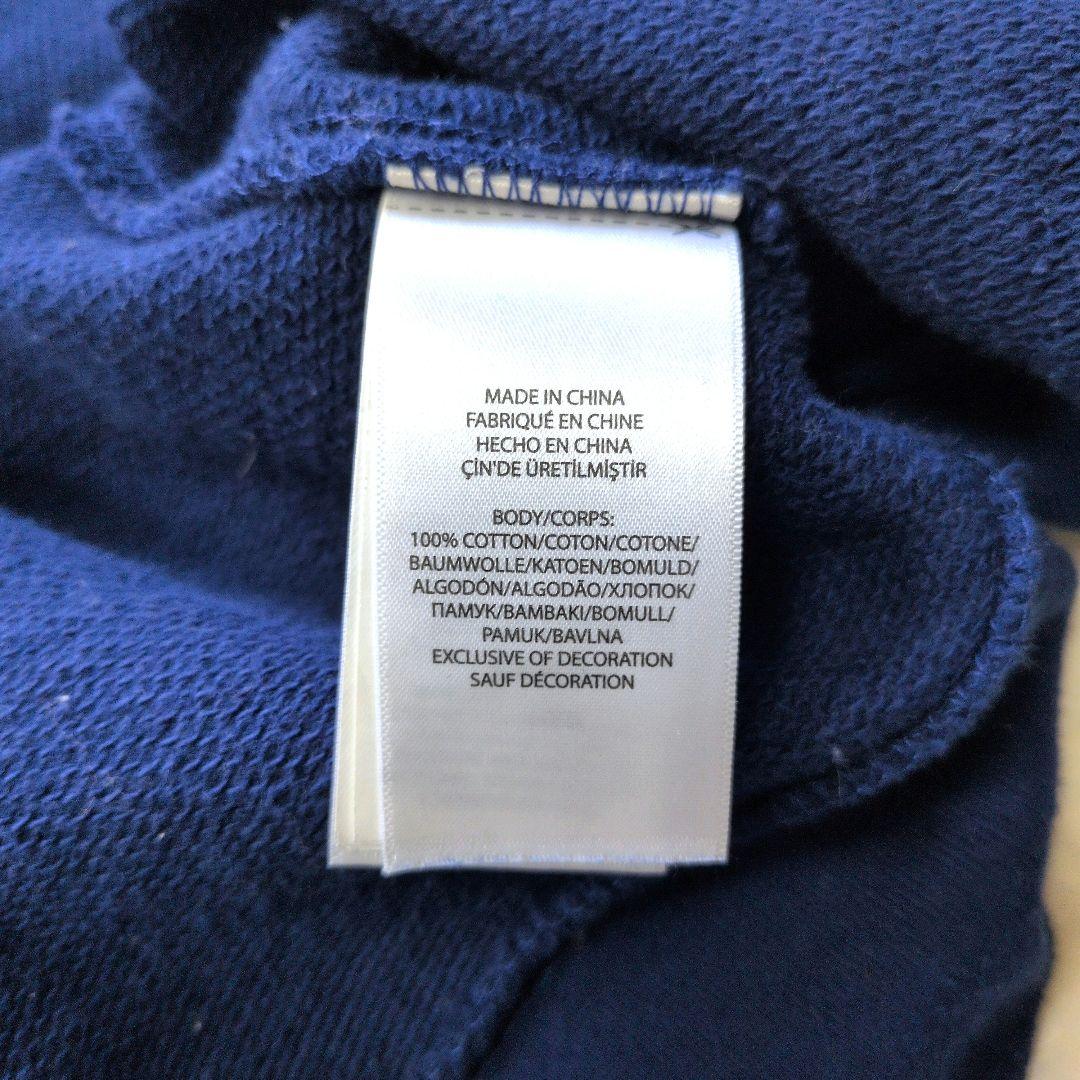 MADE IN CHINA
FABRIQUÉ EN CHINE
HECHO EN CHINA
ÇİN'DE ÜRETİLMİŞTİR
BODY/CORPS:
100% COTTON/COTON/COTONE/
BAUMWOLLE/KATOEN/BOMULD/
ALGODÓN/ALGODÃO/ХЛОПОК/
ПАМУК/BAMBAKI/BOMULL/
PAMUK/BAVLNA
EXCLUSIVE OF DECORATION
SAUF DÉCORATION